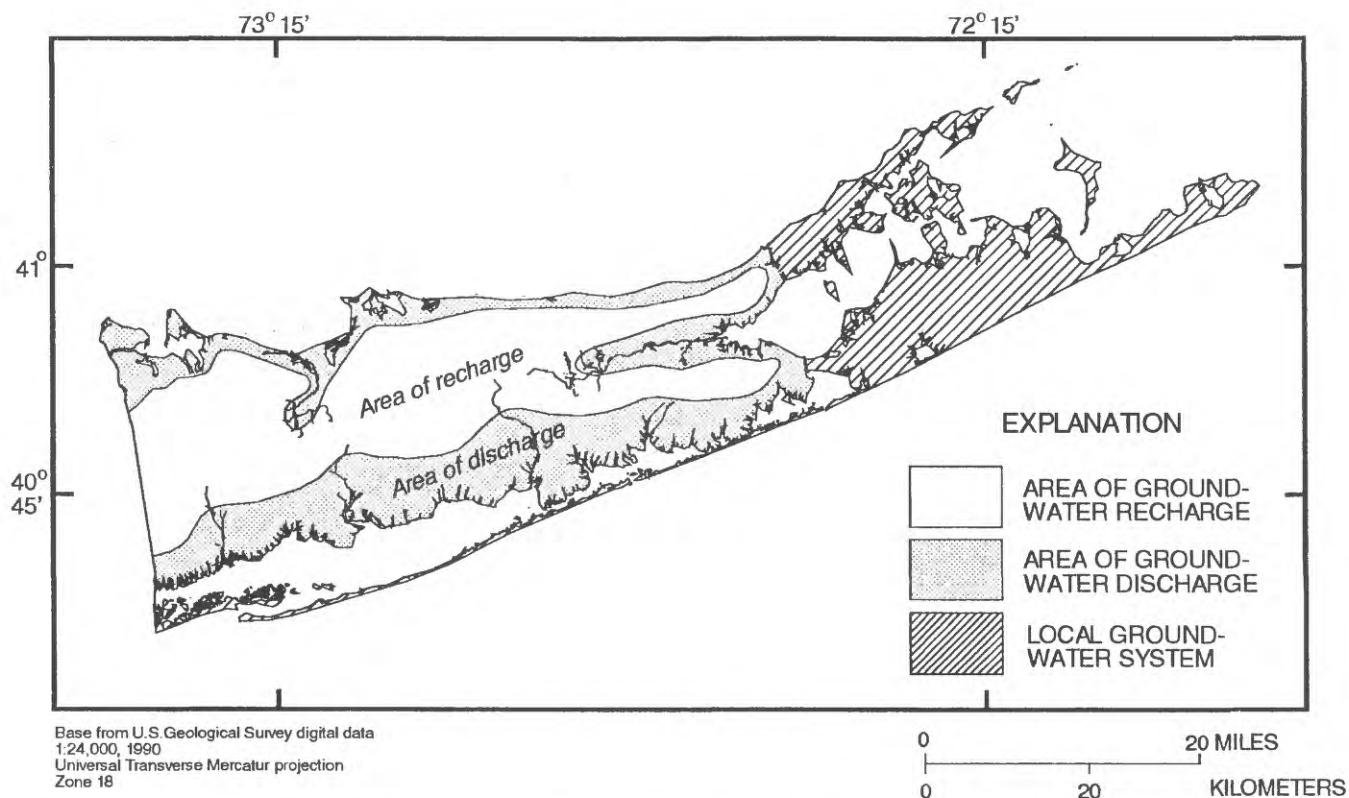 73° 15'
72° 15'
41°
40°
45'
Area of recharge
Area of discharge
EXPLANATION
AREA OF GROUND-
WATER RECHARGE
AREA OF GROUND-
WATER DISCHARGE
LOCAL GROUND-
WATER SYSTEM
Base from U.S.Geological Survey digital data
1:24,000, 1990
Universal Transverse Mercatur projection
Zone 18
0 20 MILES
0 20 KILOMETERS